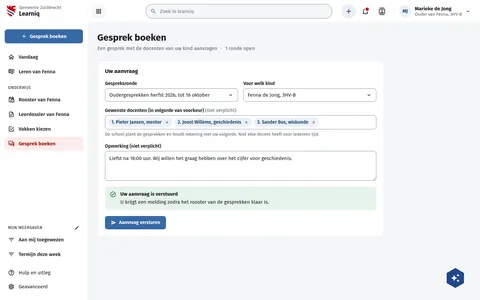 Gemeente Zuiddrecht
Learniq
Zoek in learniq
MJ
Marieke de Jong
Ouder van Fenna, 3HV-B
+ Gesprek boeken
Vandaag
Leren van Fenna
ONDERWIJS
Rooster van Fenna
Leerdossier van Fenna
Vakken kiezen
Gesprek boeken
MIJN WEERGAVEN
Aan mij toegewezen
Termijn deze week
Hulp en uitleg
Geavanceerd
Gesprek boeken
Een gesprek met de docenten van uw kind aanvragen · 1 ronde open
Uw aanvraag
Gespreksronde
Voor welk kind
Oudergesprekken herfst 2026, tot 16 oktober
Fenna de Jong, 3HV-B
Gewenste docenten (in volgorde van voorkeur) (niet verplicht)
1. Pieter Jansen, mentor ×
2. Joost Willems, geschiedenis ×
3. Sander Bos, wiskunde ×
De school plant de gesprekken en houdt rekening met uw volgorde. Niet elke docent heeft voor iedereen tijd.
Opmerking (niet verplicht)
Liefst na 16:00 uur. Wij willen het graag hebben over het cijfer voor geschiedenis.
Uw aanvraag is verstuurd
U krijgt een melding zodra het rooster van de gesprekken klaar is.
Aanvraag versturen